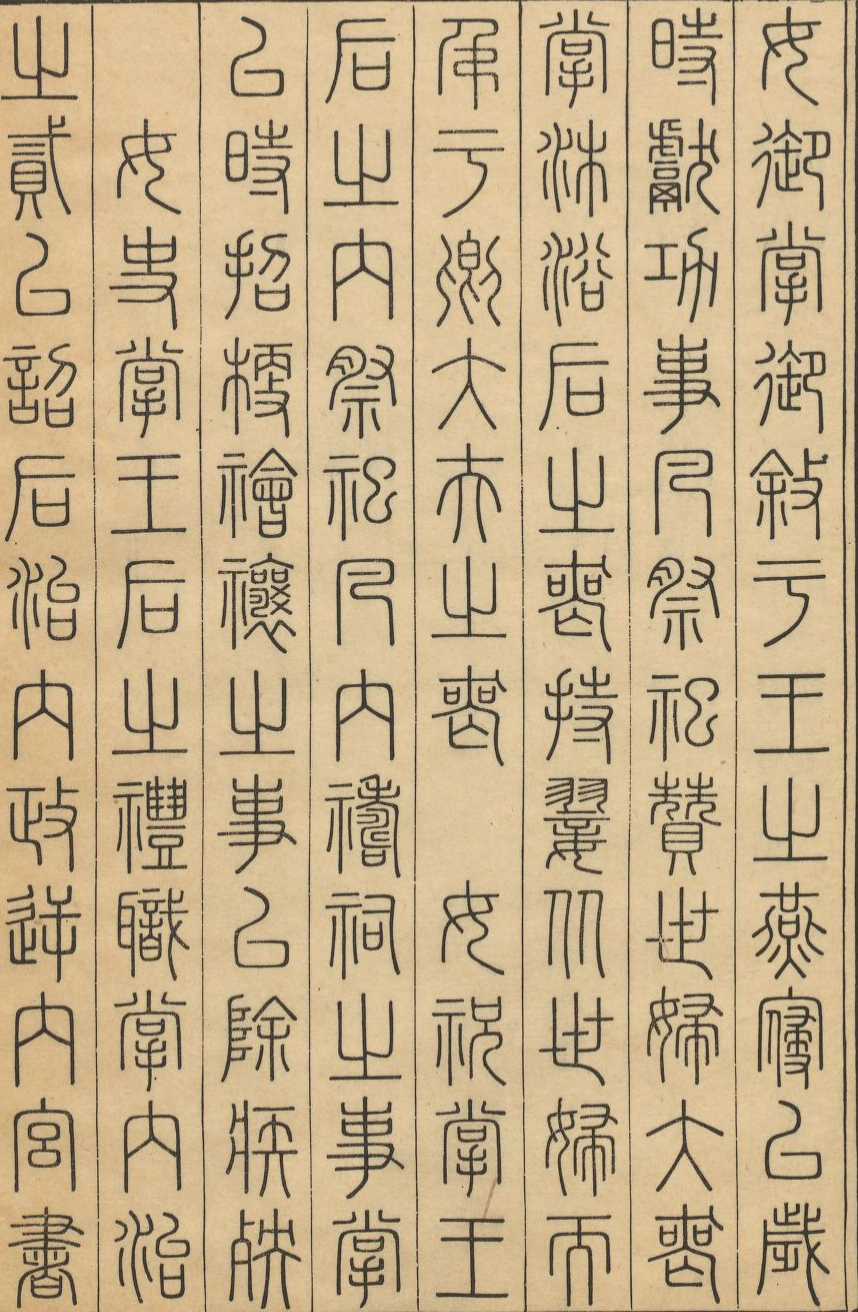 女御掌御敘于王之燕寢以歲
時獻功事凡祭祀贊世婦大喪
掌沐浴后之喪持翣从世婦而
弔于卿大夫之喪　女祝掌王
后之內祭祀凡內禱祠之事掌
以時招梗禬禳之事以除疾殃
女史掌王后之禮職掌內治
之貳以詔后治內政逆內宮書